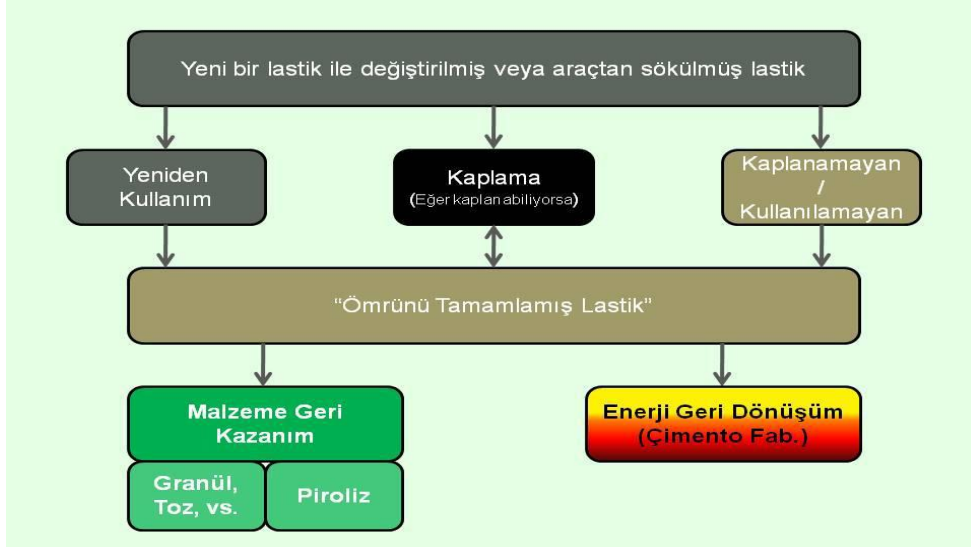 Yeni bir lastik ile değiştirilmiş veya araçtan sökülmüş lastik
Yeniden
Kullanım
Kaplama
(Eğer kaplanabiliyorsa)
Kaplanamayan
/
Kullanılamayan
"Ömrünü Tamamlamış Lastik"
Malzeme Geri
Kazanım
Enerji Geri Dönüşüm
(Çimento Fab.)
Granül,
Toz, vs.
Piroliz